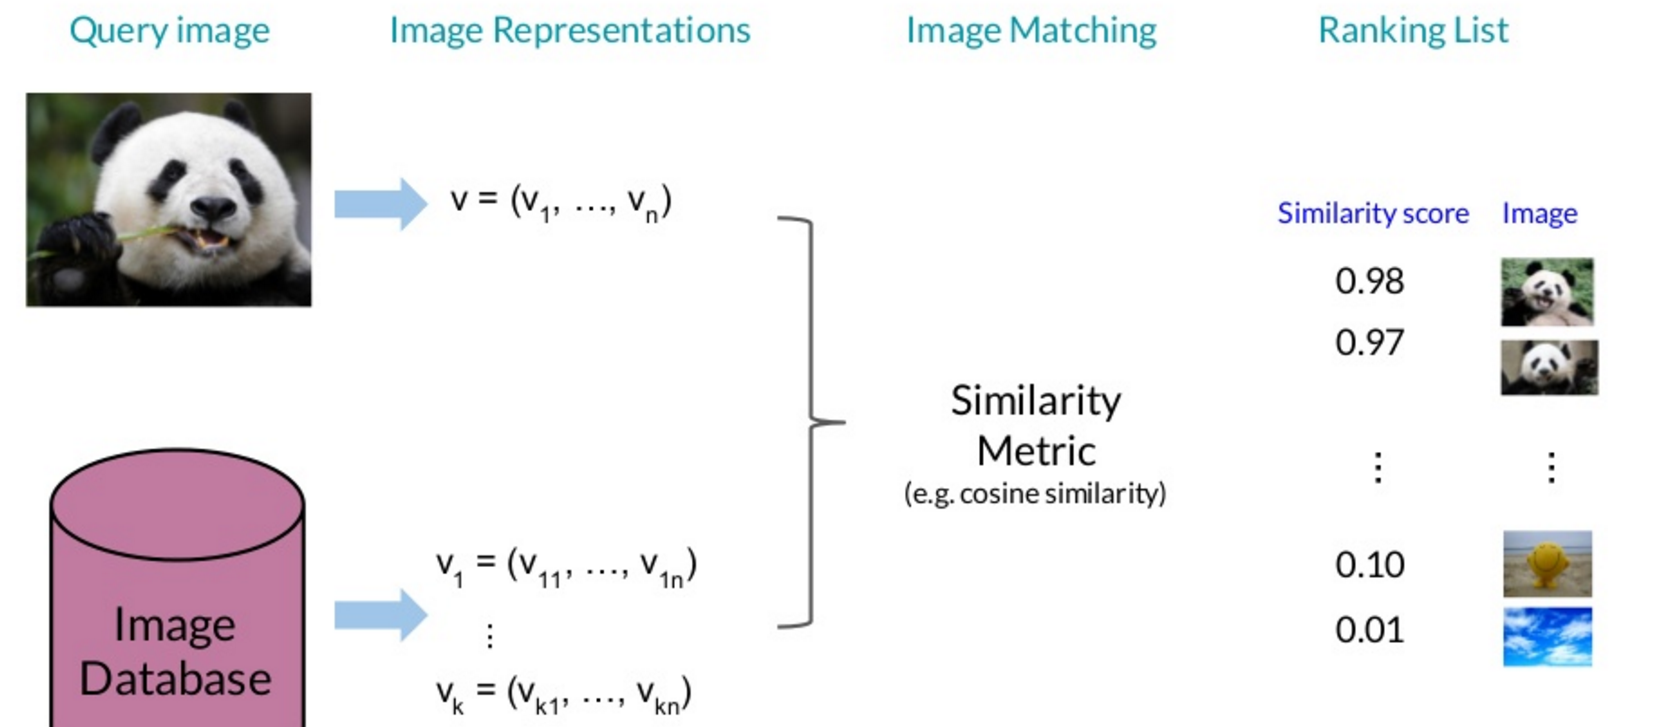 Query image
Image Representations
Image Matching
Ranking List
v = (v1, ..., vn)
Similarity score
Image
0.98
0.97
Similarity
Metric
(e.g. cosine similarity)
⋮
⋮
Image
Database
v1 = (v11, ..., v1n)
⋮
vk = (vk1, ..., vkn)
0.10
0.01